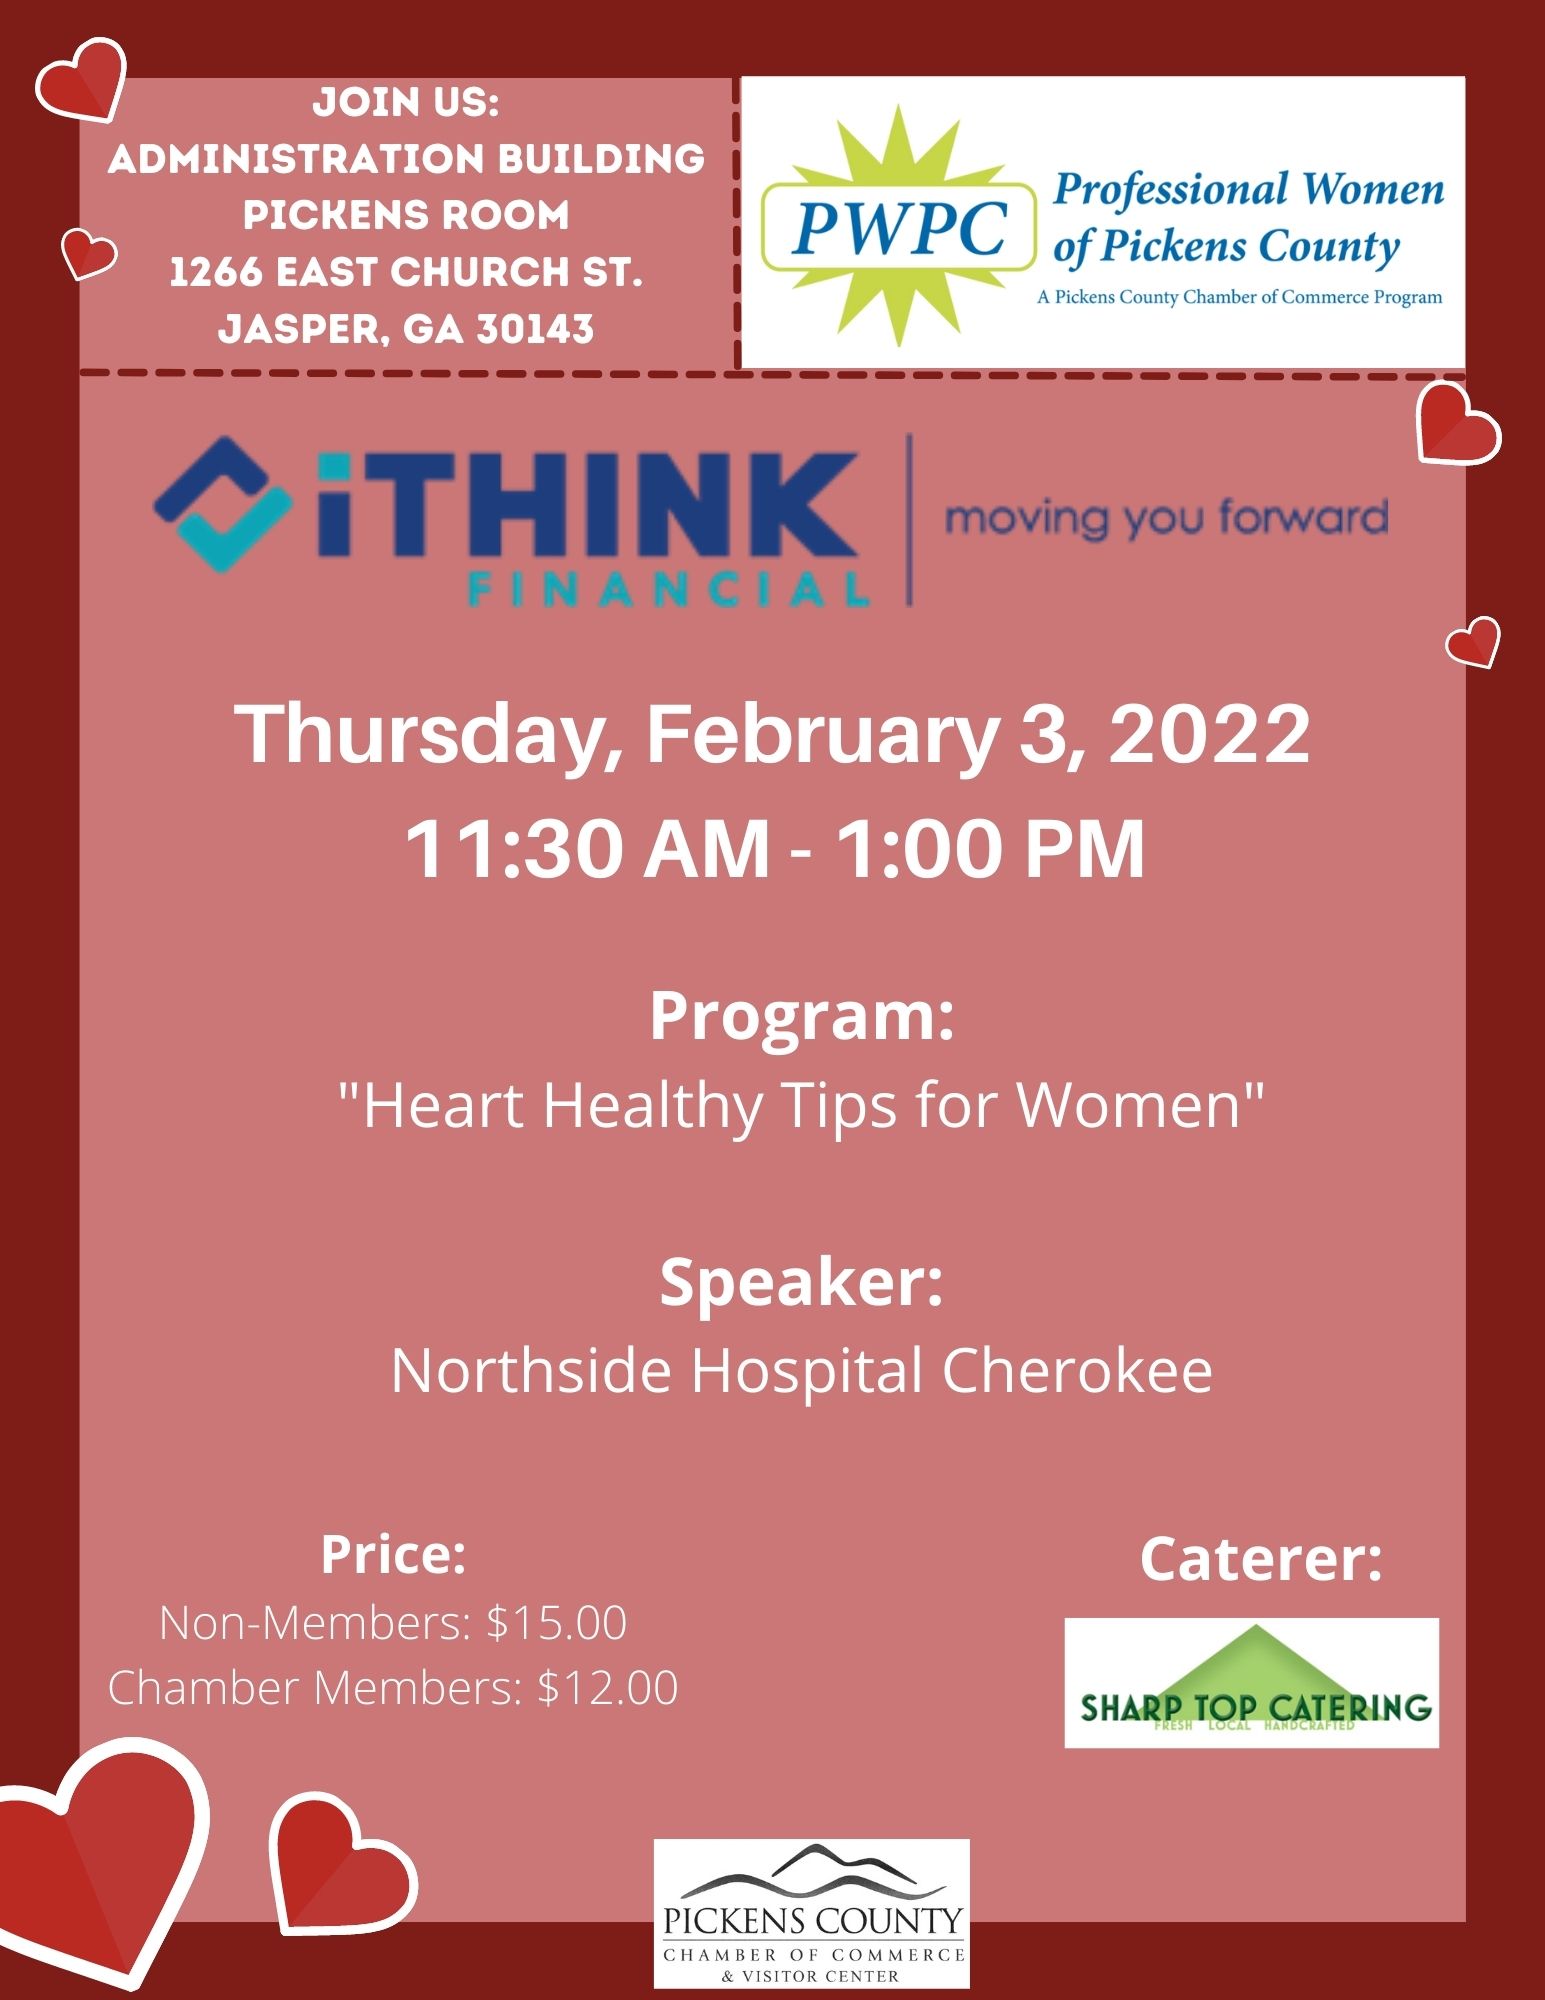 JOIN US:
ADMINISTRATION BUILDING
PICKENS ROOM
1266 EAST CHURCH ST.
JASPER, GA 30143
PWPC
Professional Women
of Pickens County
A Pickens County Chamber of Commerce Program
iTHINK
FINANCIAL
moving you forward
Thursday, February 3, 2022
11:30 AM - 1:00 PM
Program:
"Heart Healthy Tips for Women"
Speaker:
Northside Hospital Cherokee
Price:
Non-Members: $15.00
Chamber Members: $12.00
Caterer:
SHARP TOP CATERING
FRESH LOCAL HANDCRAFTED
PICKENS COUNTY
CHAMBER OF COMMERCE
& VISITOR CENTER